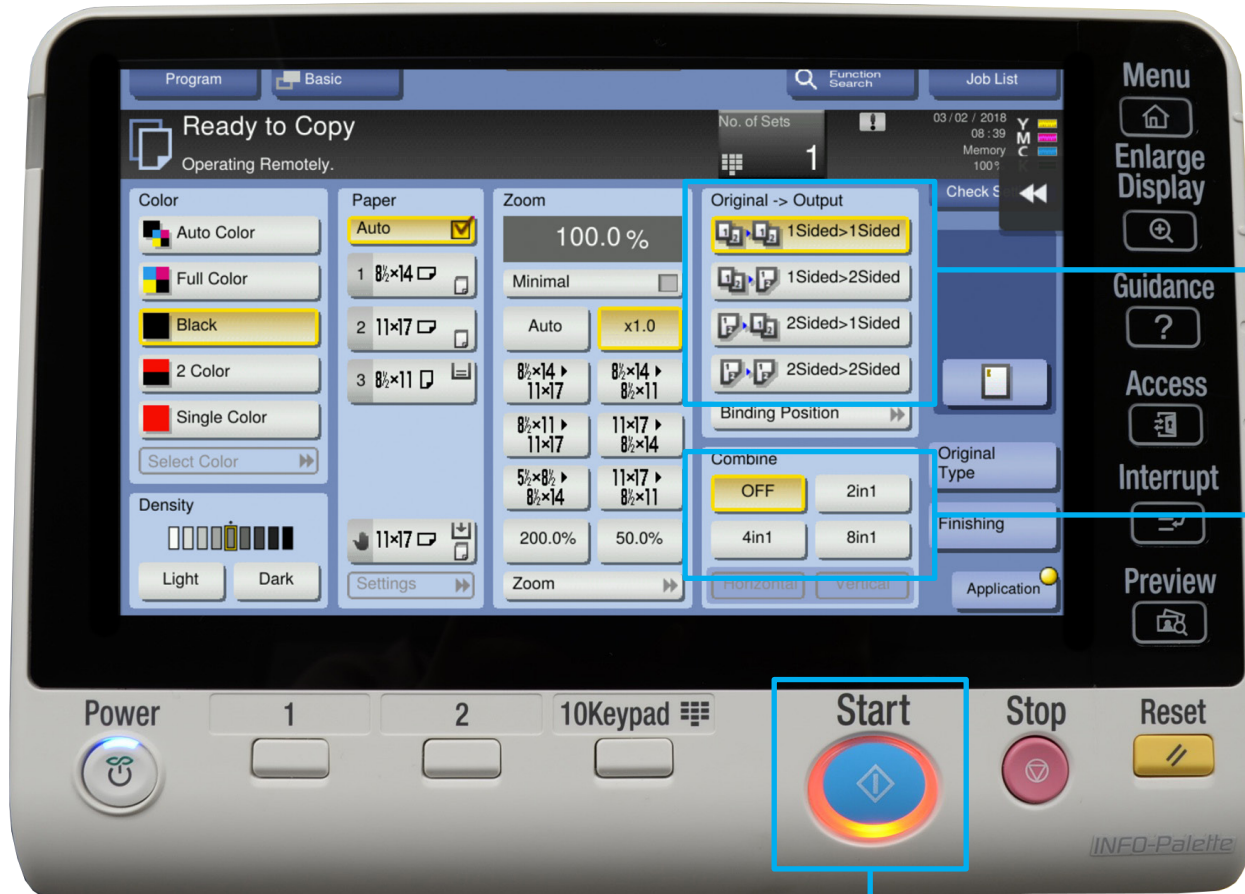 Program
Basic
Function Search
Job List
Ready to Copy
Operating Remotely.
No. of Sets
1
03/02/2018
08:39
Memory
100%
Y
M
C
K
Color
Auto Color
Full Color
Black
2 Color
Single Color
Select Color
Density
Light
Dark
Paper
Auto
1 8½×14
2 11×17
3 8½×11
11×17
Settings
Zoom
100.0 %
Minimal
Auto
x1.0
8½×14 ▸ 11×17
8½×14 ▸ 8½×11
8½×11 ▸ 11×17
11×17 ▸ 8½×14
5½×8½ ▸ 8½×14
11×17 ▸ 8½×11
200.0%
50.0%
Zoom
Original -> Output
1Sided>1Sided
1Sided>2Sided
2Sided>1Sided
2Sided>2Sided
Binding Position
Combine
OFF
2in1
4in1
8in1
Horizontal
Vertical
Check
Original Type
Finishing
Application
Menu
Enlarge Display
Guidance
?
Access
Interrupt
Preview
Power
1
2
10Keypad
Start
Stop
Reset
INFO-Palette